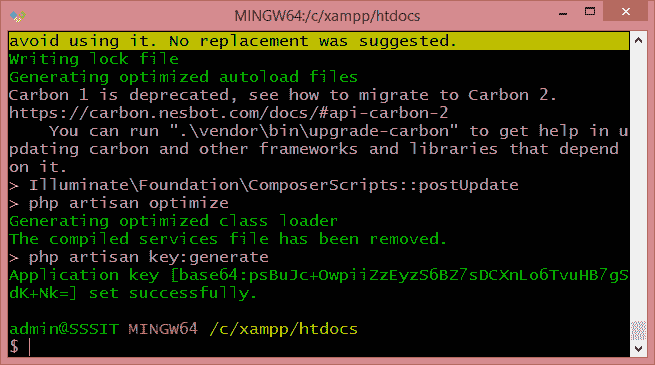 MINGW64:/c/xampp/htdocs
avoid using it. No replacement was suggested.
Writing lock file
Generating optimized autoload files
Carbon 1 is deprecated, see how to migrate to Carbon 2.
https://carbon.nesbot.com/docs/#api-carbon-2
    You can run ".\vendor\bin\upgrade-carbon" to get help in u
pdating carbon and other frameworks and libraries that depend
on it.
> Illuminate\Foundation\ComposerScripts::postUpdate
> php artisan optimize
Generating optimized class loader
The compiled services file has been removed.
> php artisan key:generate
Application key [base64:psBuJc+OwpiiZzEyzS6BZ7sDCXnLo6TvuHB7gS
dK+Nk=] set successfully.
admin@SSSIT MINGW64 /c/xampp/htdocs
$